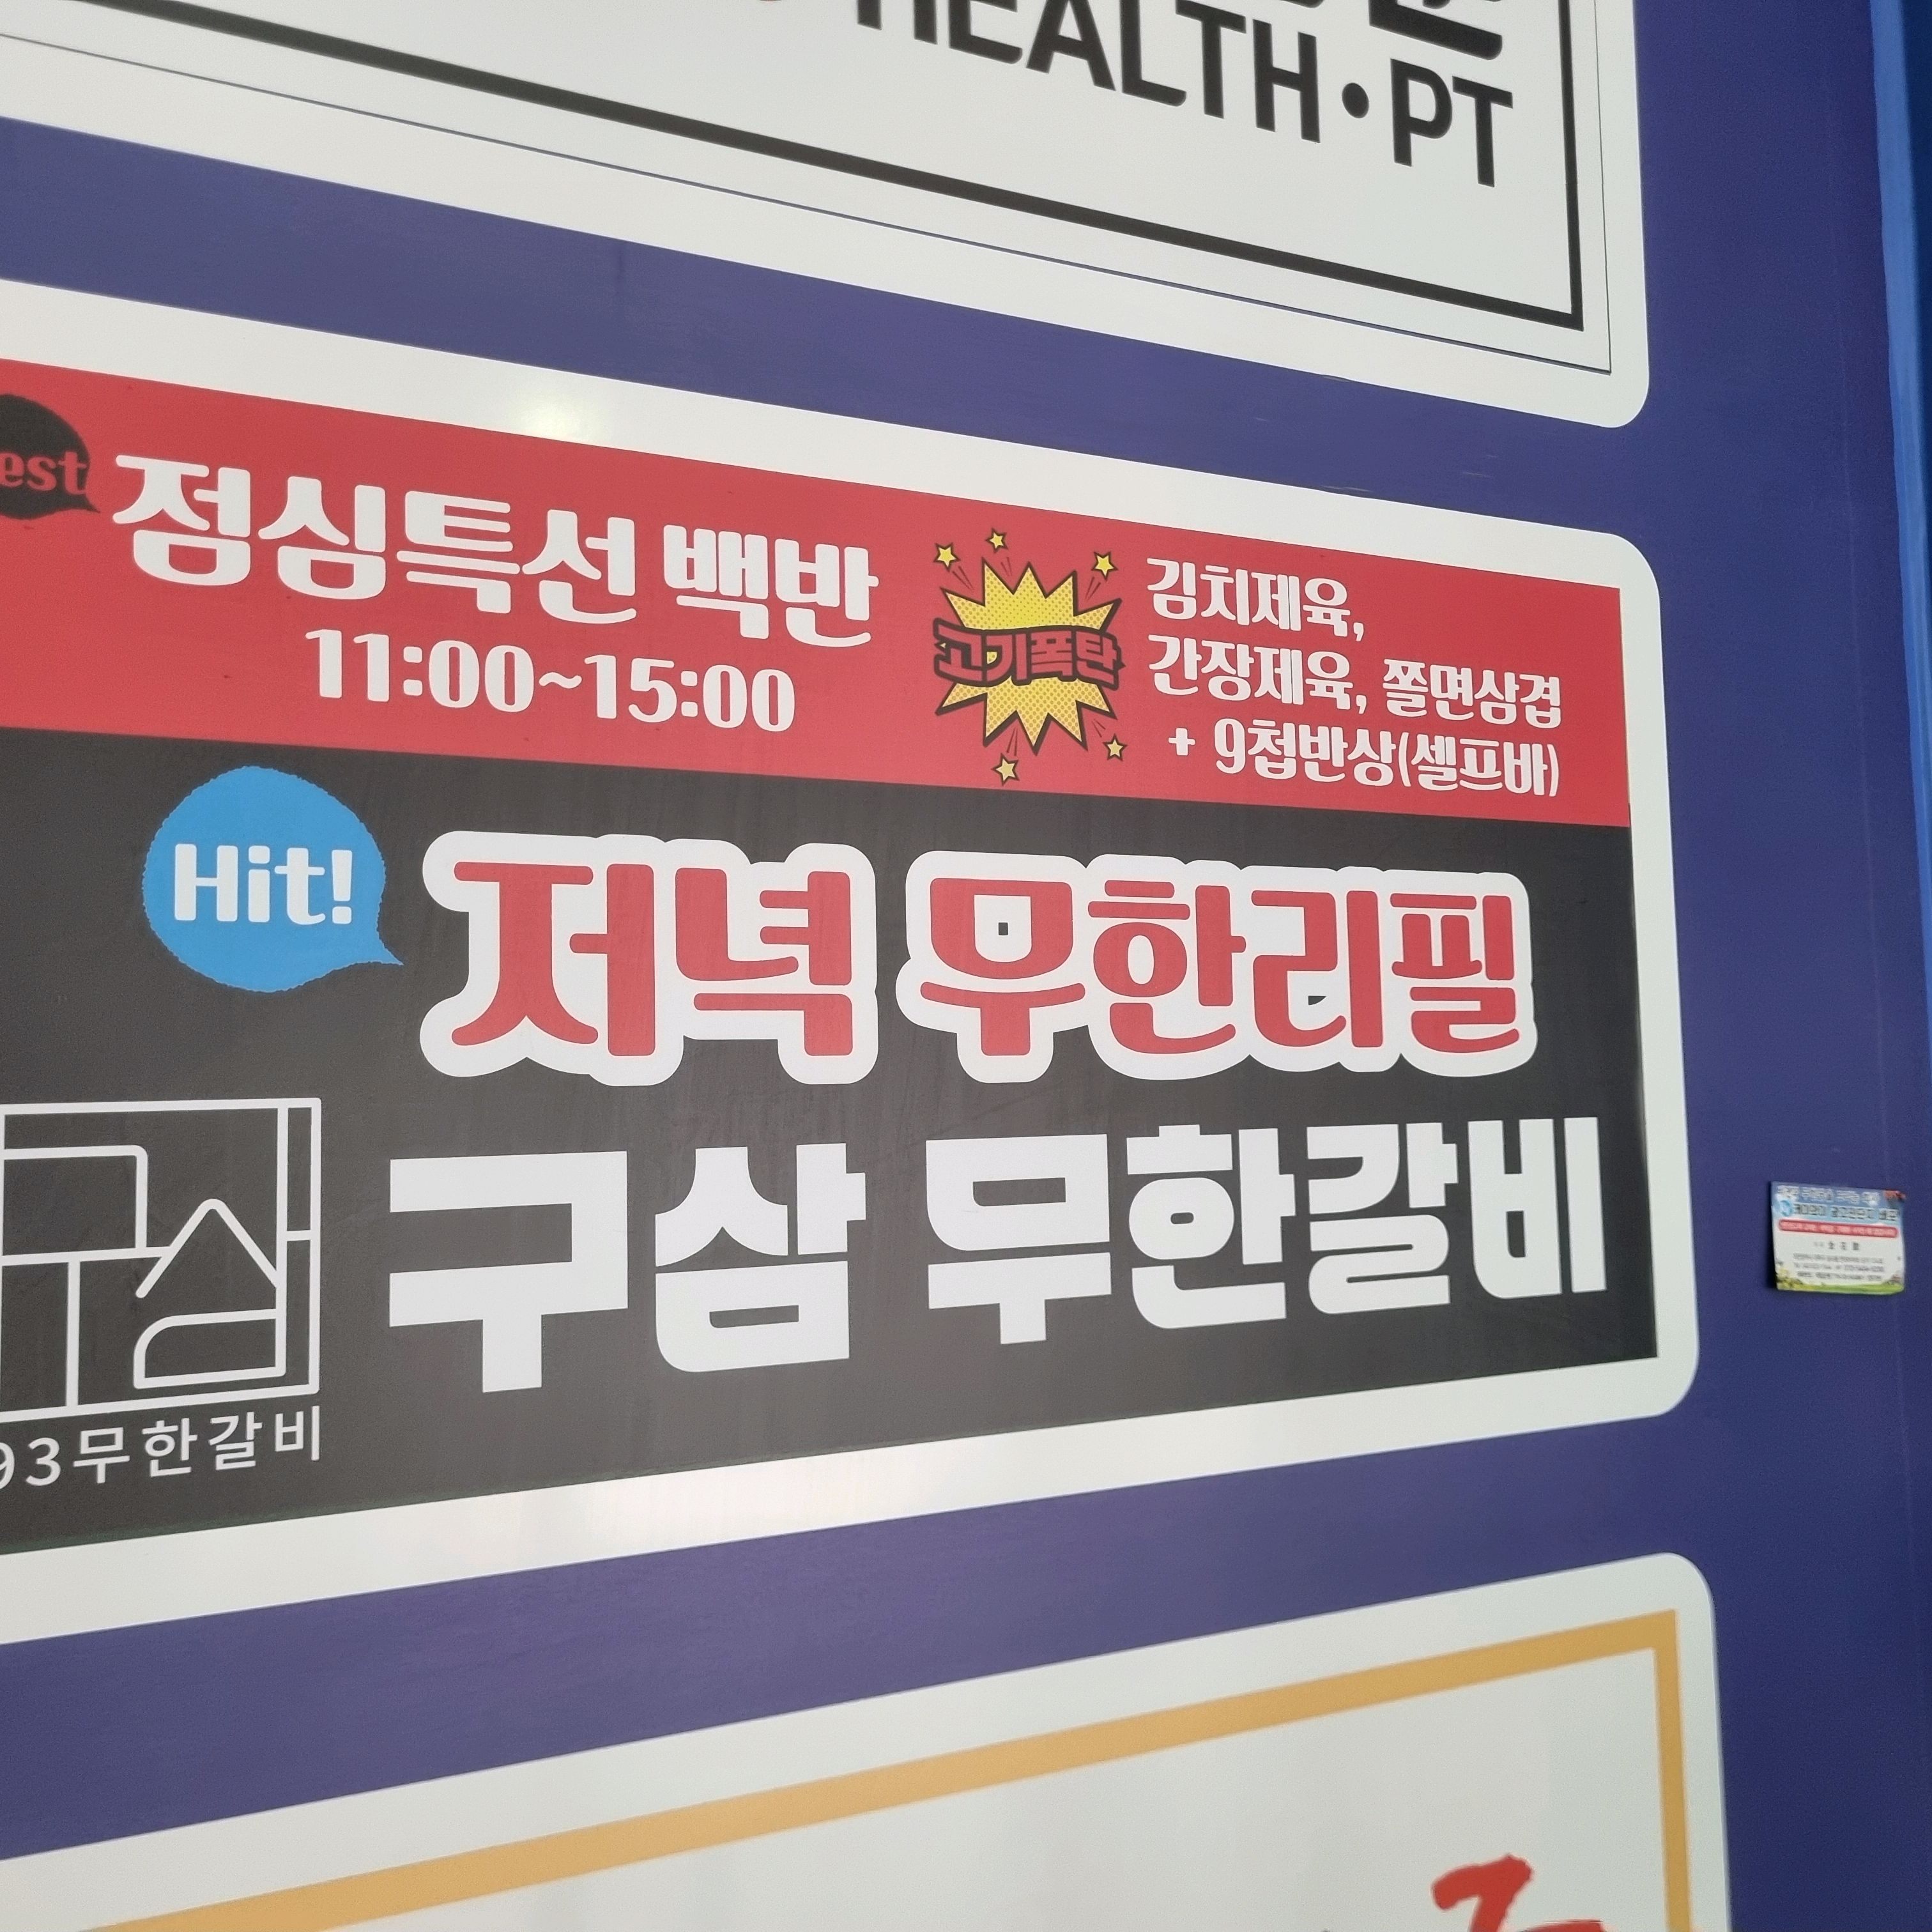 HEALTH·PT
점심특선 백반
11:00~15:00
고기폭탄
김치제육,
간장제육, 쫄면삼겹
+ 9첩반상(셀프바)
Hit!
저녁 무한리필
구삼 무한갈비
구삼
93무한갈비